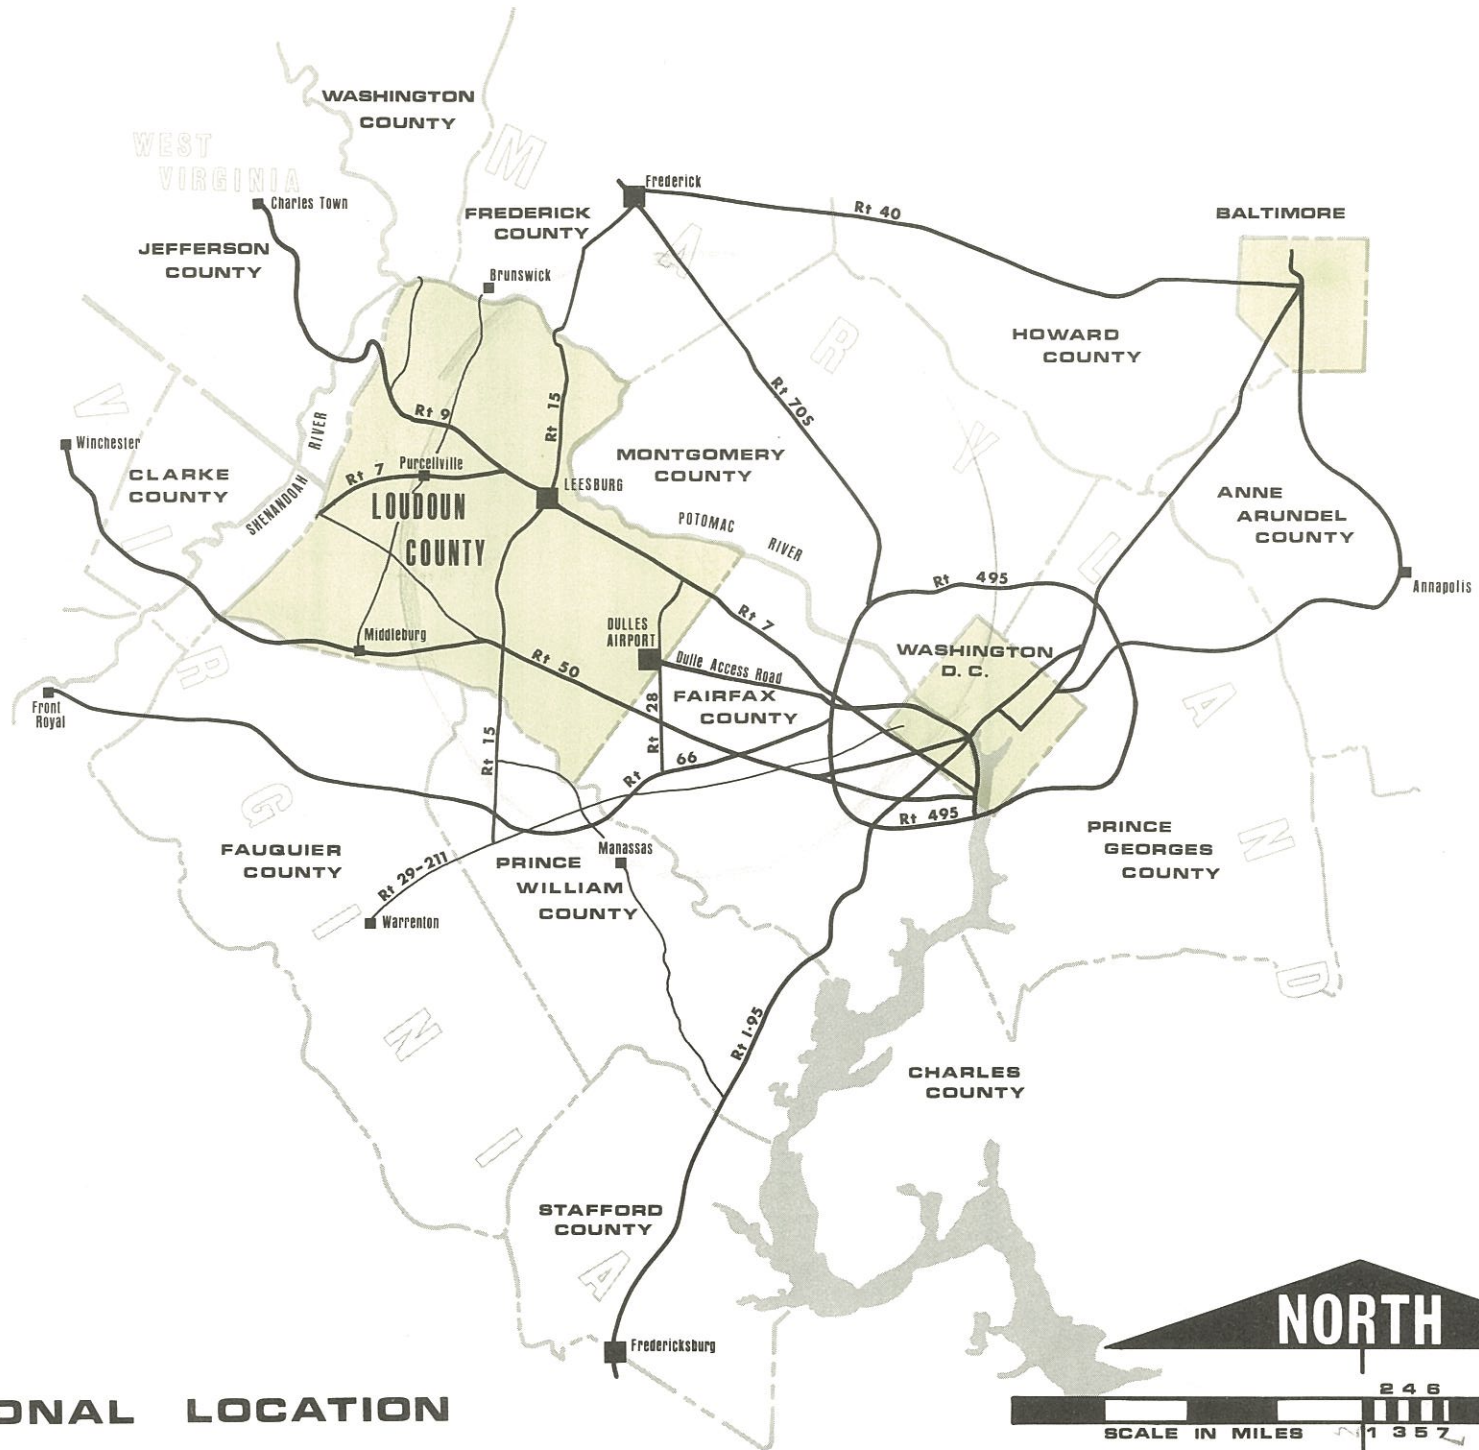 WASHINGTON
COUNTY
WEST
VIRGINIA
Charles Town
JEFFERSON
COUNTY
FREDERICK
COUNTY
Frederick
Rt 40
BALTIMORE
Brunswick
HOWARD
COUNTY
MARYLAND
VIRGINIA
Rt 70S
Rt 15
Rt 9
RIVER
SHENANDOAH
Winchester
CLARKE
COUNTY
Rt 7
Purcellville
LEESBURG
LOUDOUN
COUNTY
MONTGOMERY
COUNTY
POTOMAC
RIVER
ANNE
ARUNDEL
COUNTY
Annapolis
Rt 495
Rt 7
DULLES
AIRPORT
Dulle Access Road
WASHINGTON
D. C.
Middleburg
Rt 50
FAIRFAX
COUNTY
Rt 28
Front
Royal
Rt 15
Rt 66
Rt 495
FAUQUIER
COUNTY
Rt 29-211
Warrenton
PRINCE
WILLIAM
COUNTY
Manassas
PRINCE
GEORGES
COUNTY
Rt I-95
CHARLES
COUNTY
STAFFORD
COUNTY
Fredericksburg
NORTH
ONAL LOCATION
2 4 6
SCALE IN MILES
1 3 5 7